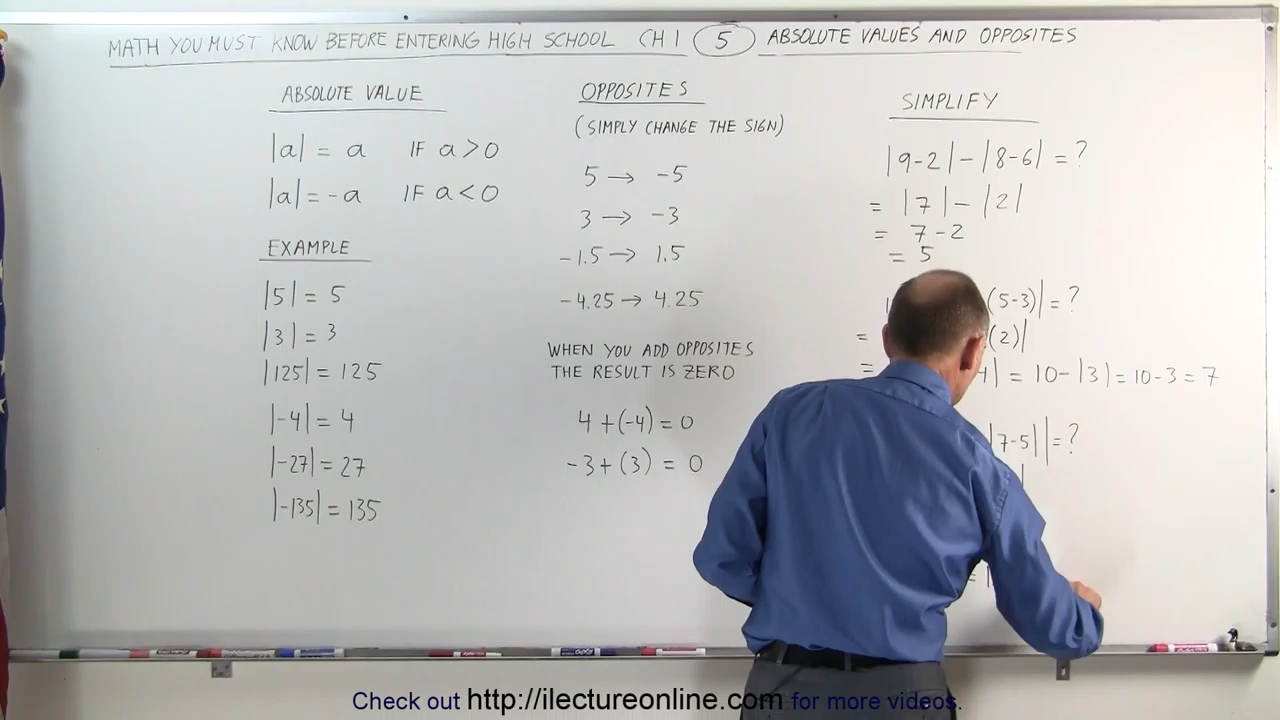 MATH YOU MUST KNOW BEFORE ENTERING HIGH SCHOOL CH 1 5 ABSOLUTE VALUES AND OPPOSITES
ABSOLUTE VALUE
|a| = a IF a > 0
|a| = -a IF a < 0
EXAMPLE
|5| = 5
|3| = 3
|125| = 125
|-4| = 4
|-27| = 27
|-135| = 135
OPPOSITES
(SIMPLY CHANGE THE SIGN)
5 → -5
3 → -3
-1.5 → 1.5
-4.25 → 4.25
WHEN YOU ADD OPPOSITES
THE RESULT IS ZERO
4 + (-4) = 0
-3 + (3) = 0
SIMPLIFY
|9-2| - |8-6| = ?
= |7| - |2|
= 7 - 2
= 5
(5-3)| = ?
= (2)|
= | = 10 - |3| = 10 - 3 = 7
|7-5|| = ?
Check out http://ilectureonline.com for more videos.